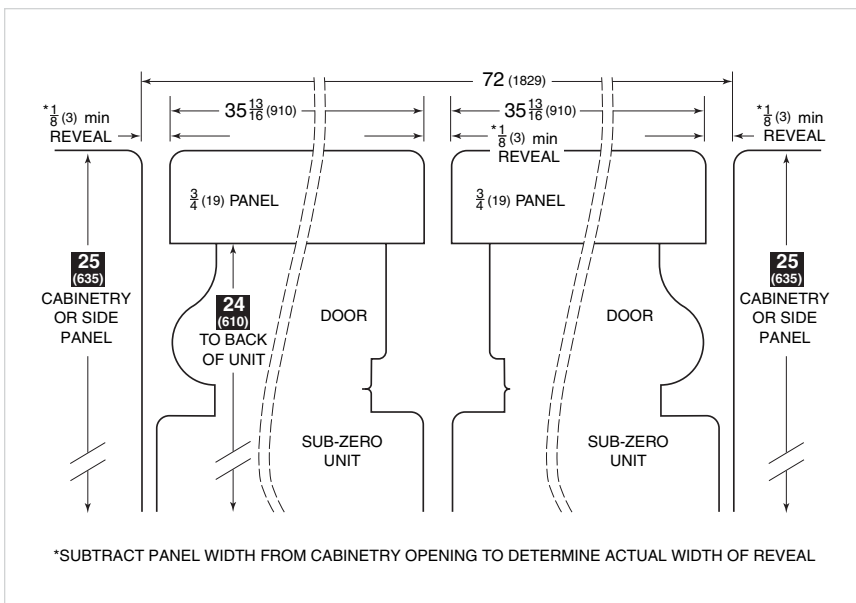 72 (1829)
35 13/16 (910)
35 13/16 (910)
*1/8 (3) min
REVEAL
*1/8 (3) min
REVEAL
*1/8 (3) min
REVEAL
3/4 (19) PANEL
3/4 (19) PANEL
25
(635)
CABINETRY
OR SIDE
PANEL
24
(610)
TO BACK
OF UNIT
DOOR
DOOR
25
(635)
CABINETRY
OR SIDE
PANEL
SUB-ZERO
UNIT
SUB-ZERO
UNIT
*SUBTRACT PANEL WIDTH FROM CABINETRY OPENING TO DETERMINE ACTUAL WIDTH OF REVEAL